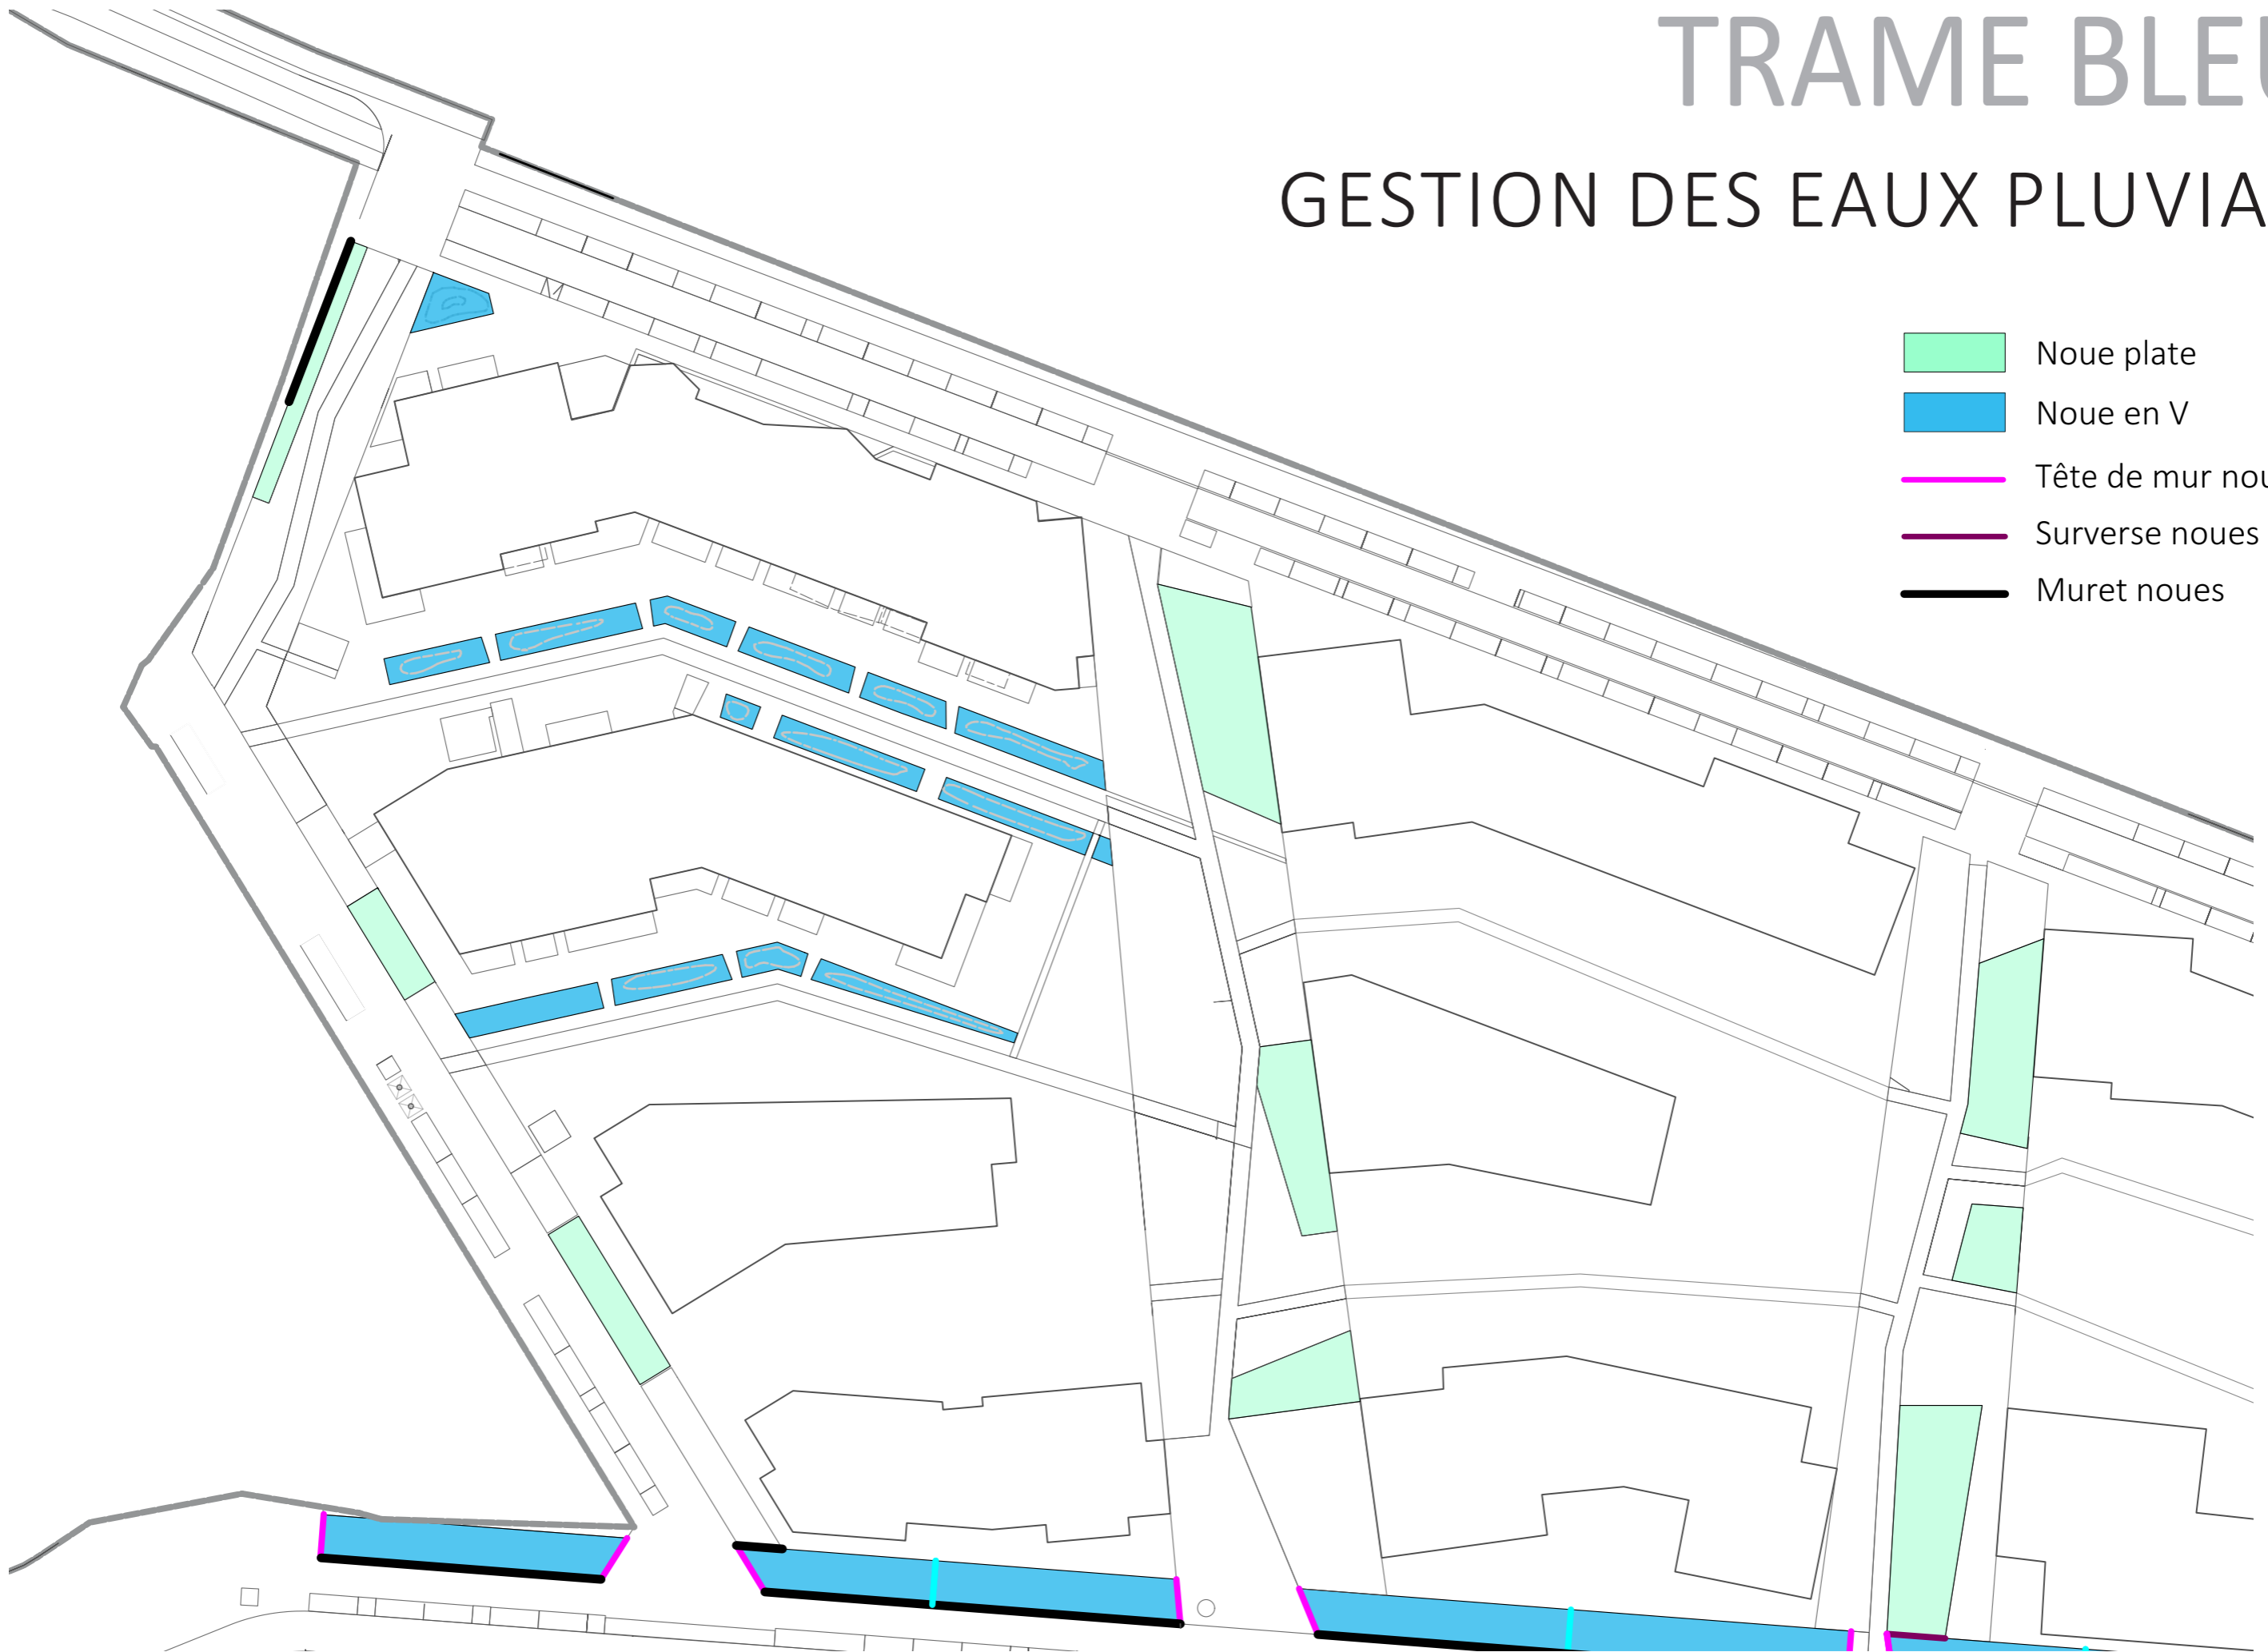 TRAME BLEU
GESTION DES EAUX PLUVIA
Noue plate
Noue en V
Tête de mur nou
Surverse noues
Muret noues